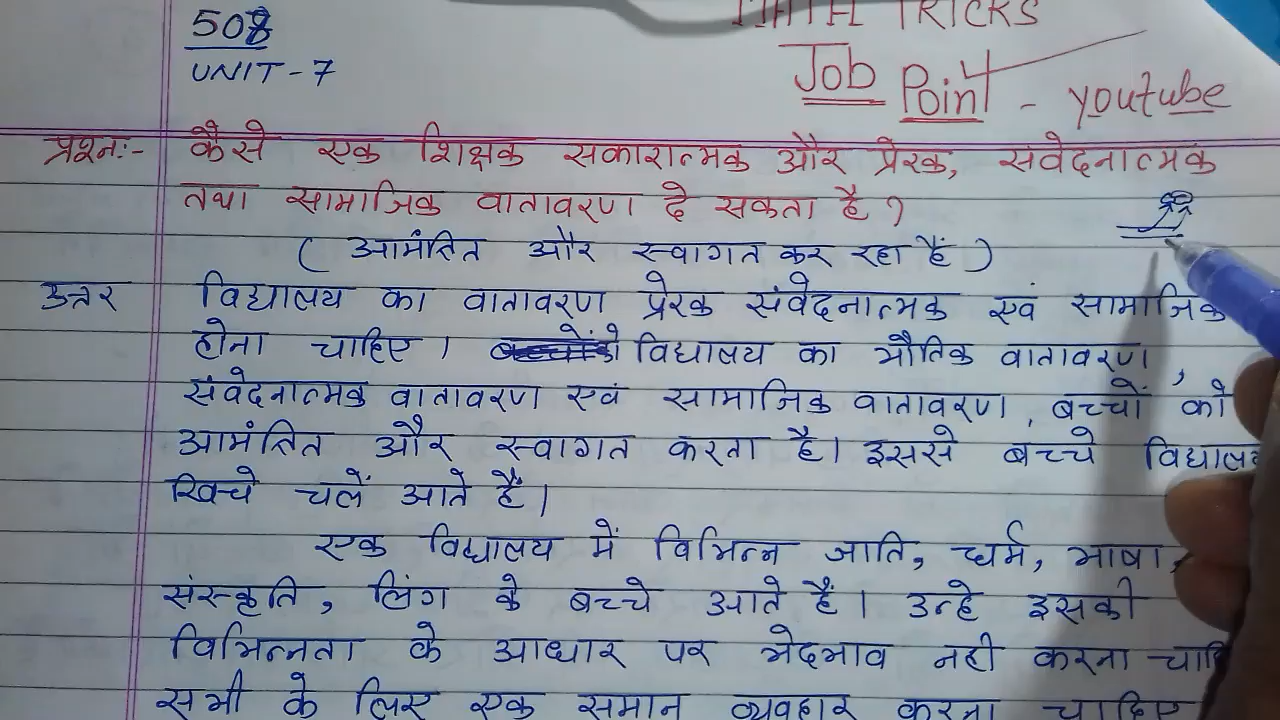 508
UNIT-7
MATH TRICKS
Job Point - youtube
प्रश्न:- कैसे एक शिक्षक सकारात्मक और प्रेरक, संवेदनात्मक
तथा सामाजिक वातावरण दे सकता है?
(आमंत्रित और स्वागत कर रहा हैं)
उत्तर विद्यालय का वातावरण प्रेरक संवेदनात्मक एवं सामाजिक
होना चाहिए। विद्यालय का भौतिक वातावरण,
संवेदनात्मक वातावरण एवं सामाजिक वातावरण, बच्चों को
आमंत्रित और स्वागत करता है। इससे बच्चे विद्यालय
खिचे चलें आते हैं।
एक विद्यालय में विभिन्न जाति, धर्म, भाषा,
संस्कृति, लिंग के बच्चे आते हैं। उन्हे इसकी
विभिन्नता के आधार पर भेदभाव नही करना चाहि
सभी के लिए एक समान व्यवहार करना चाहिए